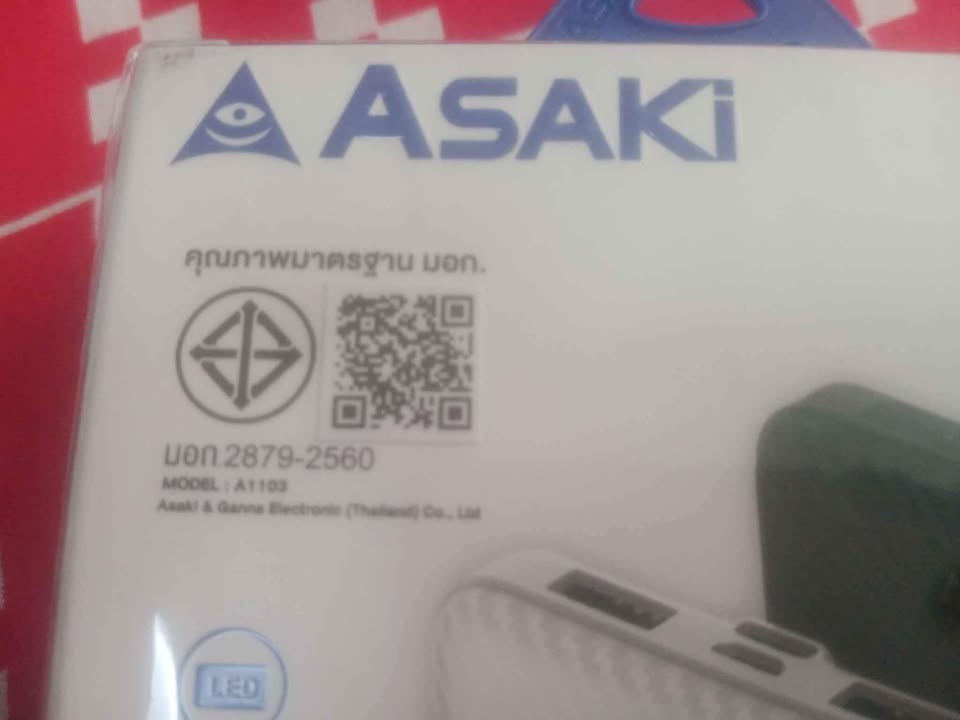 ASAKi
คุณภาพมาตรฐาน มอก.
มอก.2879-2560
MODEL : A1103
Asaki & Ganna Electronic (Thailand) Co., Ltd
LED